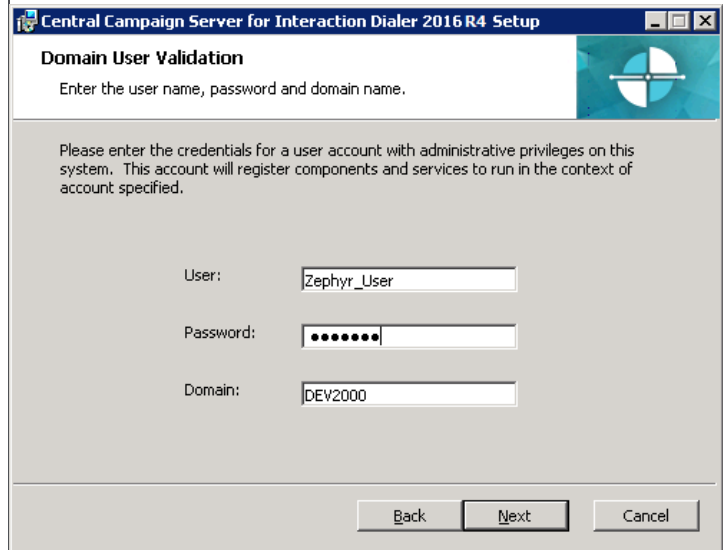 Central Campaign Server for Interaction Dialer 2016 R4 Setup
Domain User Validation
Enter the user name, password and domain name.
Please enter the credentials for a user account with administrative privileges on this
system. This account will register components and services to run in the context of
account specified.
User: Zephyr_User
Password: ●●●●●●●
Domain: DEV2000
Back Next Cancel